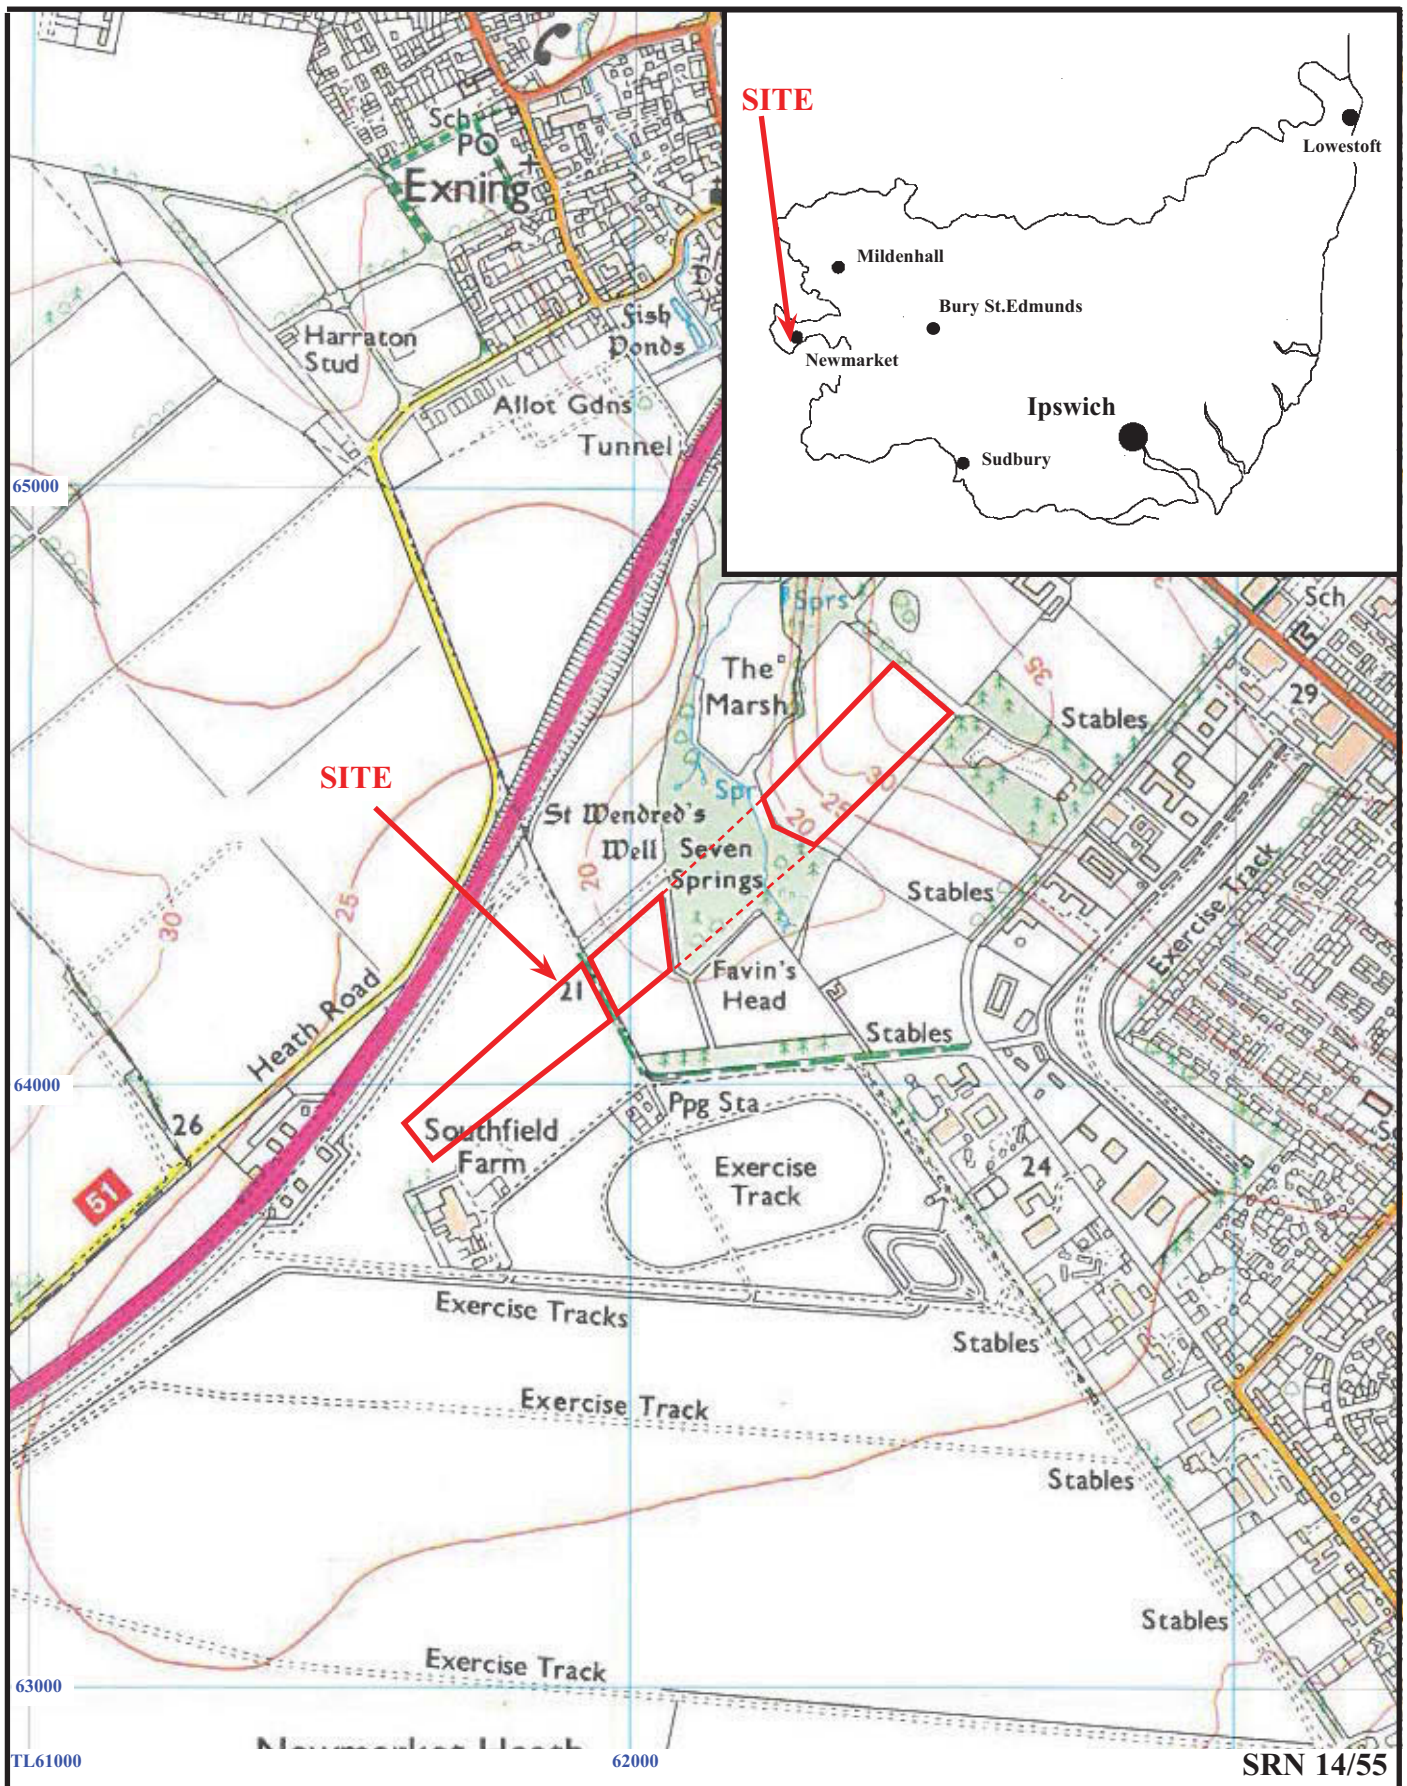 SITE
Lowestoft
Mildenhall
Bury St.Edmunds
Newmarket
Ipswich
Sudbury
Sch
PO
Exning
Harraton
Stud
Fish
Ponds
Allot Gdns
Tunnel
65000
Sprs
Sch
The
Marsh
35
Stables
29
SITE
Spr
30
25
20
St Wendred's
Well
Seven
Springs
20
Stables
Exercise Track
30
25
21
Favin's
Head
Heath Road
Stables
64000
26
Ppg Sta
Southfield
Farm
Exercise
Track
24
51
Exercise Tracks
Stables
Exercise Track
Stables
Stables
Exercise Track
63000
Newmarket Heath
TL61000
62000
SRN 14/55